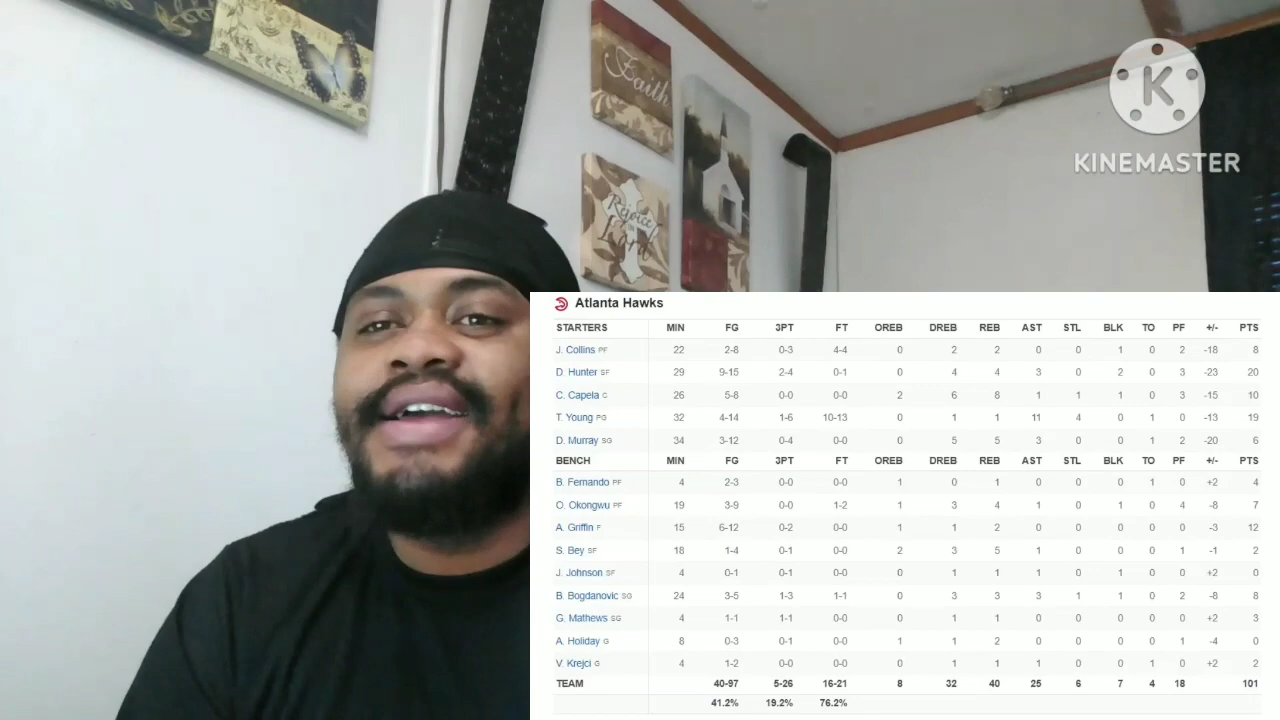 Faith
Rejoice
Lord
KINEMASTER
Atlanta Hawks
STARTERS MIN FG 3PT FT OREB DREB REB AST STL BLK TO PF +/- PTS
J. Collins PF 22 2-8 0-3 4-4 0 2 2 0 0 1 0 2 -18 8
D. Hunter SF 29 9-15 2-4 0-1 0 4 4 3 0 2 0 3 -23 20
C. Capela C 26 5-8 0-0 0-0 2 6 8 1 1 1 0 3 -15 10
T. Young PG 32 4-14 1-6 10-13 0 1 1 11 4 0 1 0 -13 19
D. Murray SG 34 3-12 0-4 0-0 0 5 5 3 0 0 1 2 -20 6
BENCH MIN FG 3PT FT OREB DREB REB AST STL BLK TO PF +/- PTS
B. Fernando PF 4 2-3 0-0 0-0 1 0 1 0 0 0 1 0 +2 4
O. Okongwu PF 19 3-9 0-0 1-2 1 3 4 1 0 1 0 4 -8 7
A. Griffin F 15 6-12 0-2 0-0 1 1 2 0 0 0 0 0 -3 12
S. Bey SF 18 1-4 0-1 0-0 2 3 5 1 0 0 0 1 -1 2
J. Johnson SF 4 0-1 0-1 0-0 0 1 1 1 0 1 0 0 +2 0
B. Bogdanovic SG 24 3-5 1-3 1-1 0 3 3 3 1 1 0 2 -8 8
G. Mathews SG 4 1-1 1-1 0-0 0 1 1 0 0 0 0 0 +2 3
A. Holiday G 8 0-3 0-1 0-0 1 1 2 0 0 0 0 1 -4 0
V. Krejci G 4 1-2 0-0 0-0 0 1 1 1 0 0 1 0 +2 2
TEAM 40-97 5-26 16-21 8 32 40 25 6 7 4 18 101
41.2% 19.2% 76.2%